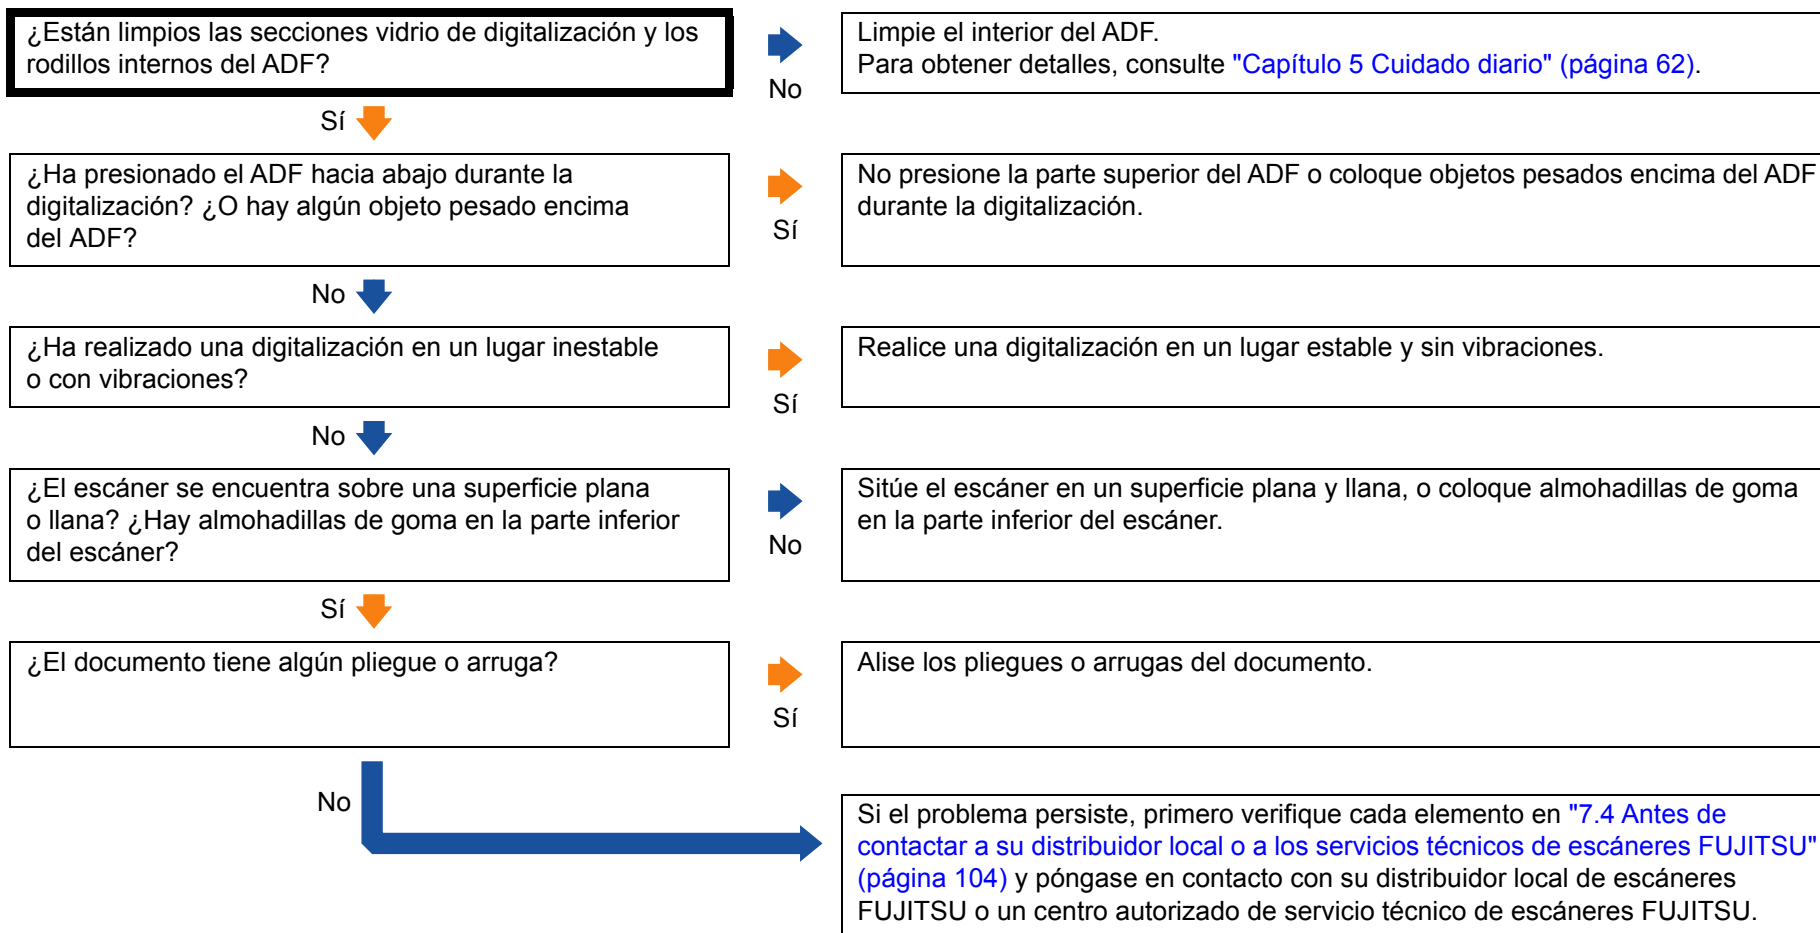 ¿Están limpios las secciones vidrio de digitalización y los
rodillos internos del ADF?
No
Limpie el interior del ADF.
Para obtener detalles, consulte "Capítulo 5 Cuidado diario" (página 62).
Sí
¿Ha presionado el ADF hacia abajo durante la
digitalización? ¿O hay algún objeto pesado encima
del ADF?
Sí
No presione la parte superior del ADF o coloque objetos pesados encima del ADF
durante la digitalización.
No
¿Ha realizado una digitalización en un lugar inestable
o con vibraciones?
Sí
Realice una digitalización en un lugar estable y sin vibraciones.
No
¿El escáner se encuentra sobre una superficie plana
o llana? ¿Hay almohadillas de goma en la parte inferior
del escáner?
No
Sitúe el escáner en un superficie plana y llana, o coloque almohadillas de goma
en la parte inferior del escáner.
Sí
¿El documento tiene algún pliegue o arruga?
Sí
Alise los pliegues o arrugas del documento.
No
Si el problema persiste, primero verifique cada elemento en "7.4 Antes de
contactar a su distribuidor local o a los servicios técnicos de escáneres FUJITSU"
(página 104) y póngase en contacto con su distribuidor local de escáneres
FUJITSU o un centro autorizado de servicio técnico de escáneres FUJITSU.